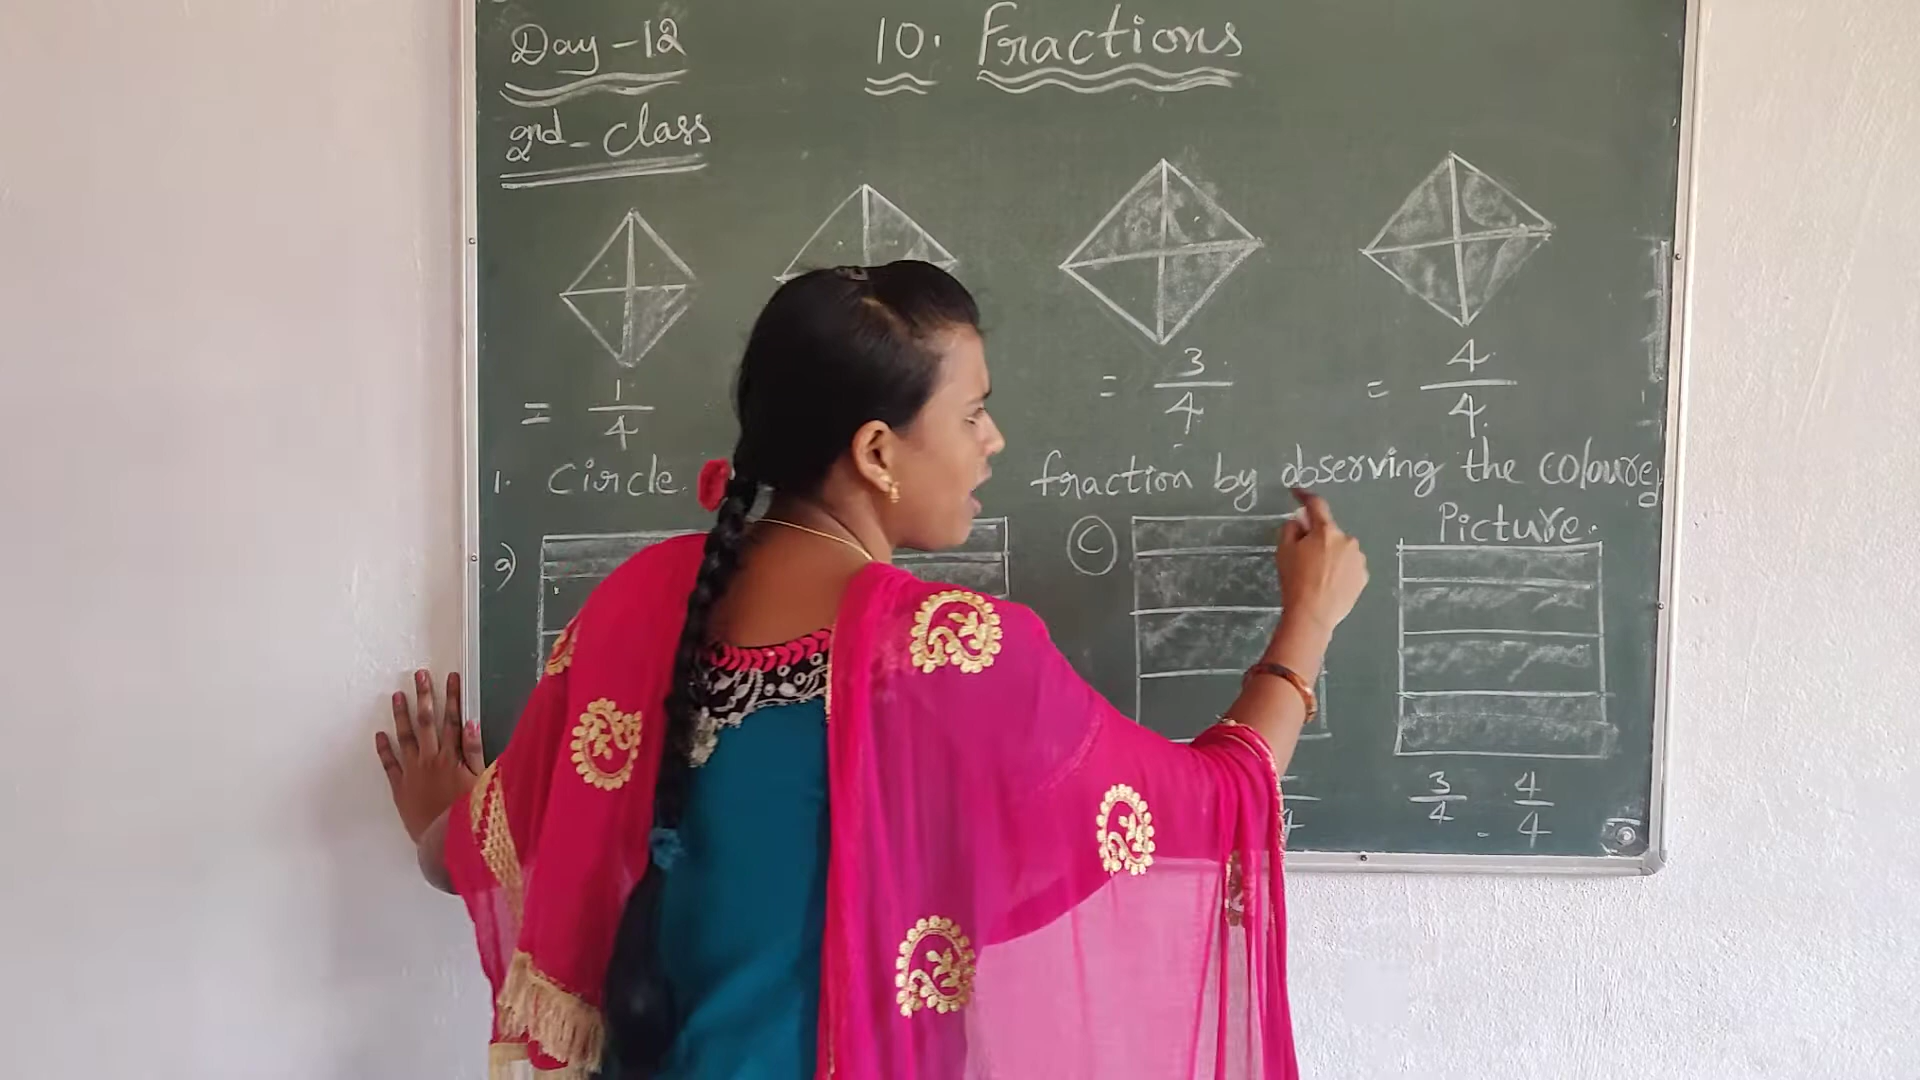 Day-12
10. Fractions
2nd-class
= 1/4
= 3/4
= 4/4
1. Circle fraction by observing the coloured
Picture.
a)
C
4
3/4 4/4